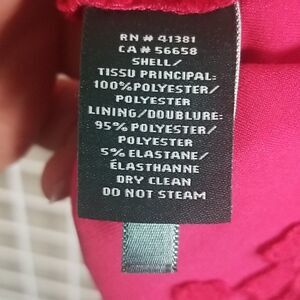 RN # 41381
CA # 56658
SHELL/
TISSU PRINCIPAL:
100%POLYESTER/
POLYESTER
LINING/DOUBLURE:
95% POLYESTER/
POLYESTER
5% ELASTANE/
ÉLASTHANNE
DRY CLEAN
DO NOT STEAM